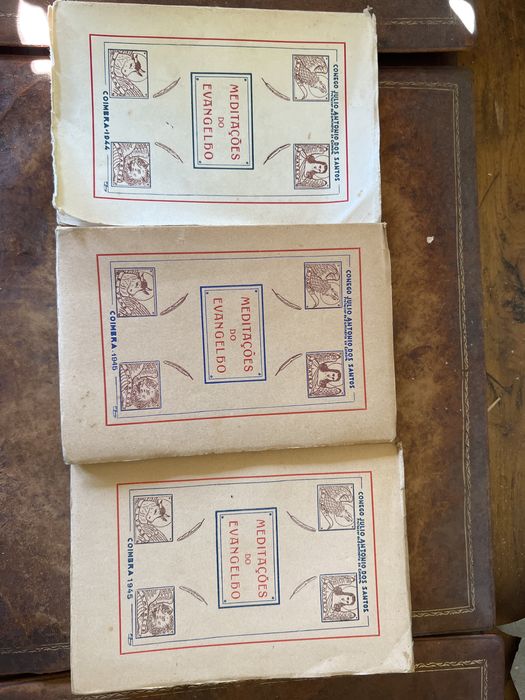 CONEGO JULIO ANTONIO DOS SANTOS
MEDITAÇÕES
DO
EVANGELHO
COIMBRA-1944
CONEGO JULIO ANTONIO DOS SANTOS
MEDITAÇÕES
DO
EVANGELHO
COIMBRA.1945
CONEGO JULIO ANTONIO DOS SANTOS
MEDITAÇÕES
DO
EVANGELHO
COIMBRA 1945